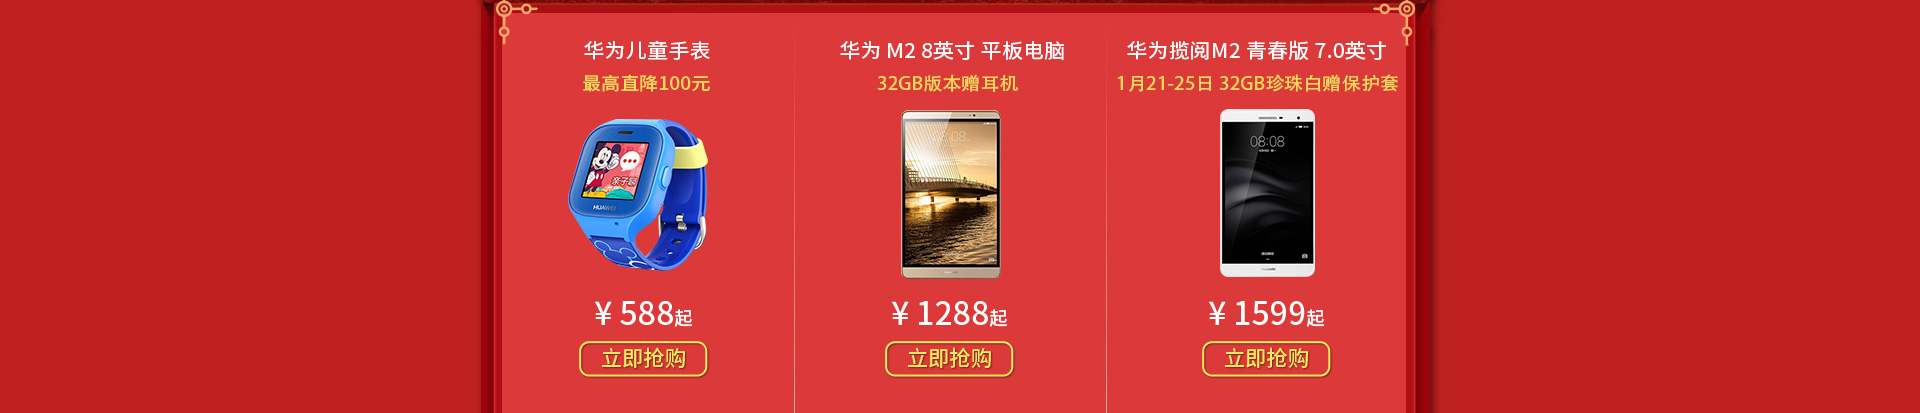 华为儿童手表
最高直降100元
亲子款
HUAWEI
¥ 588起
立即抢购
华为 M2 8英寸 平板电脑
32GB版本赠耳机
08:08
¥ 1288起
立即抢购
华为揽阅M2 青春版 7.0英寸
1月21-25日 32GB珍珠白赠保护套
08:08
HUAWEI
¥ 1599起
立即抢购